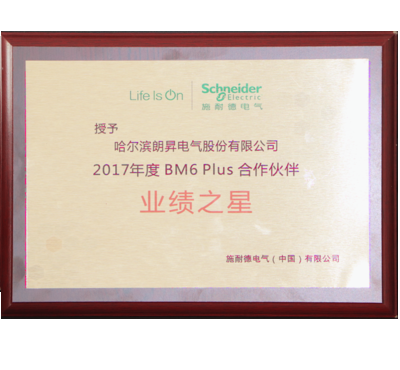 Life Is On
Schneider
Electric
施耐德电气
授予
哈尔滨朗昇电气股份有限公司
2017年度 BM6 Plus 合作伙伴
业绩之星
施耐德电气（中国）有限公司